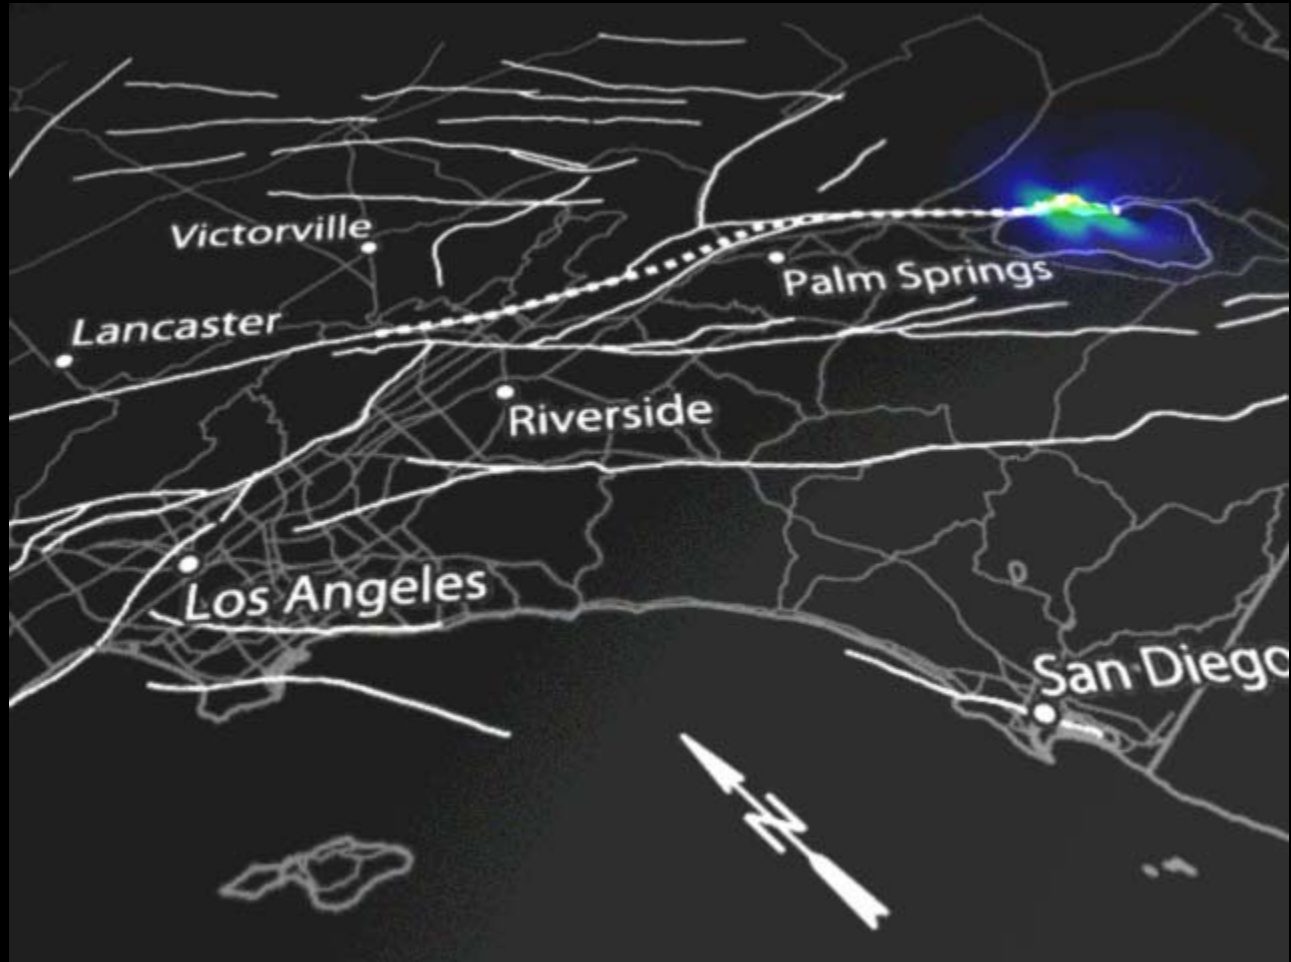 Victorville
Palm Springs
Lancaster
Riverside
Los Angeles
San Diego
N